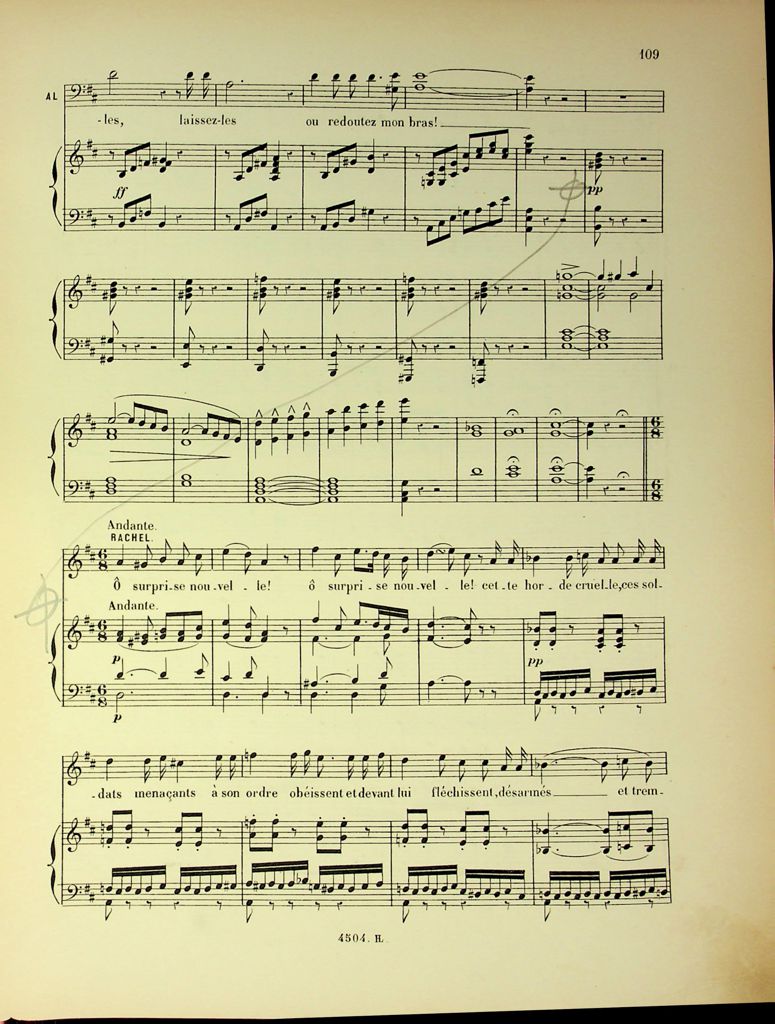 109
AL
-les, laissez-les ou redoutez mon bras!
ff
pp
Andante.
RACHEL.
Ô surpri-se nou-vel-le! ô surpri-se nou-vel-le! cet-te hor-de cruel-le, ces sol-
Andante.
p
pp
p
-dats menaçants à son ordre obéissent et devant lui fléchissent, désarmés et trem-
4504. H.